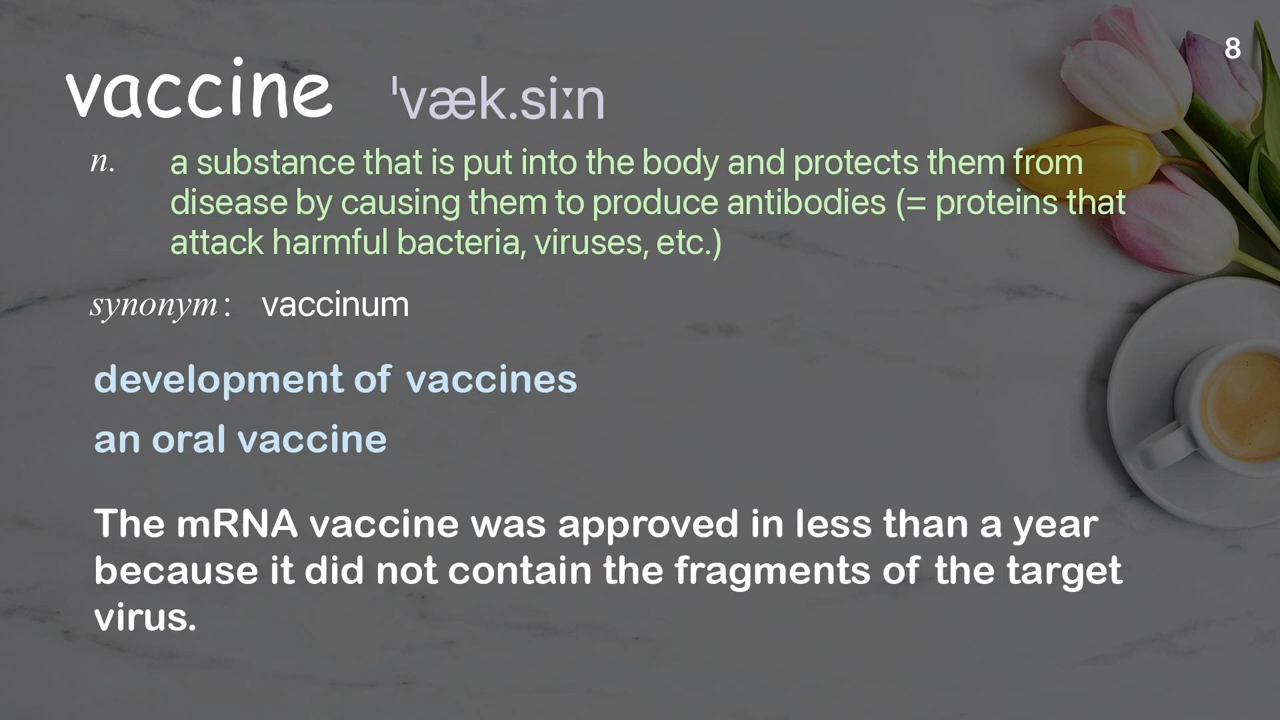 8
vaccine ˈvæk.siːn
n. a substance that is put into the body and protects them from
disease by causing them to produce antibodies (= proteins that
attack harmful bacteria, viruses, etc.)
synonym: vaccinum
development of vaccines
an oral vaccine
The mRNA vaccine was approved in less than a year
because it did not contain the fragments of the target
virus.